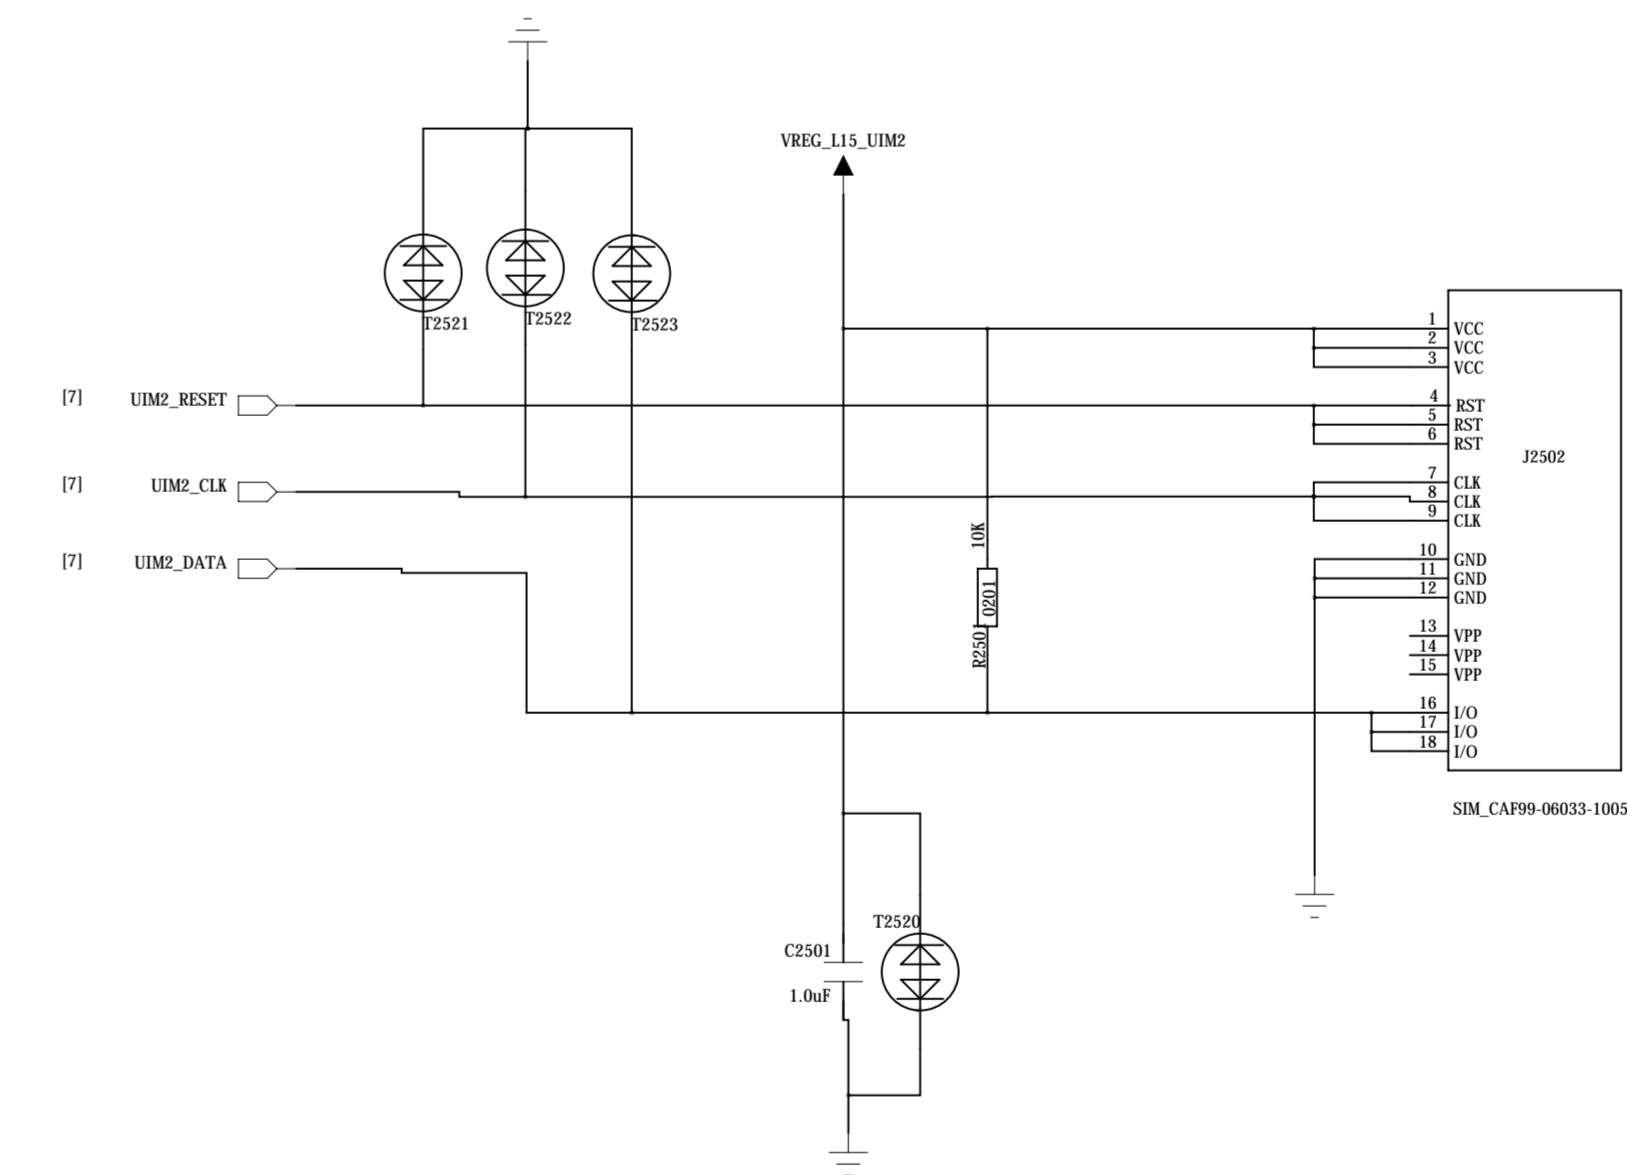 VREG_L15_UIM2
T2521
T2522
T2523
[7] UIM2_RESET
[7] UIM2_CLK
[7] UIM2_DATA
10K
0201
R2501
1 VCC
2 VCC
3 VCC
4 RST
5 RST
6 RST
J2502
7 CLK
8 CLK
9 CLK
10 GND
11 GND
12 GND
13 VPP
14 VPP
15 VPP
16 I/O
17 I/O
18 I/O
SIM_CAF99-06033-1005
T2520
C2501
1.0uF